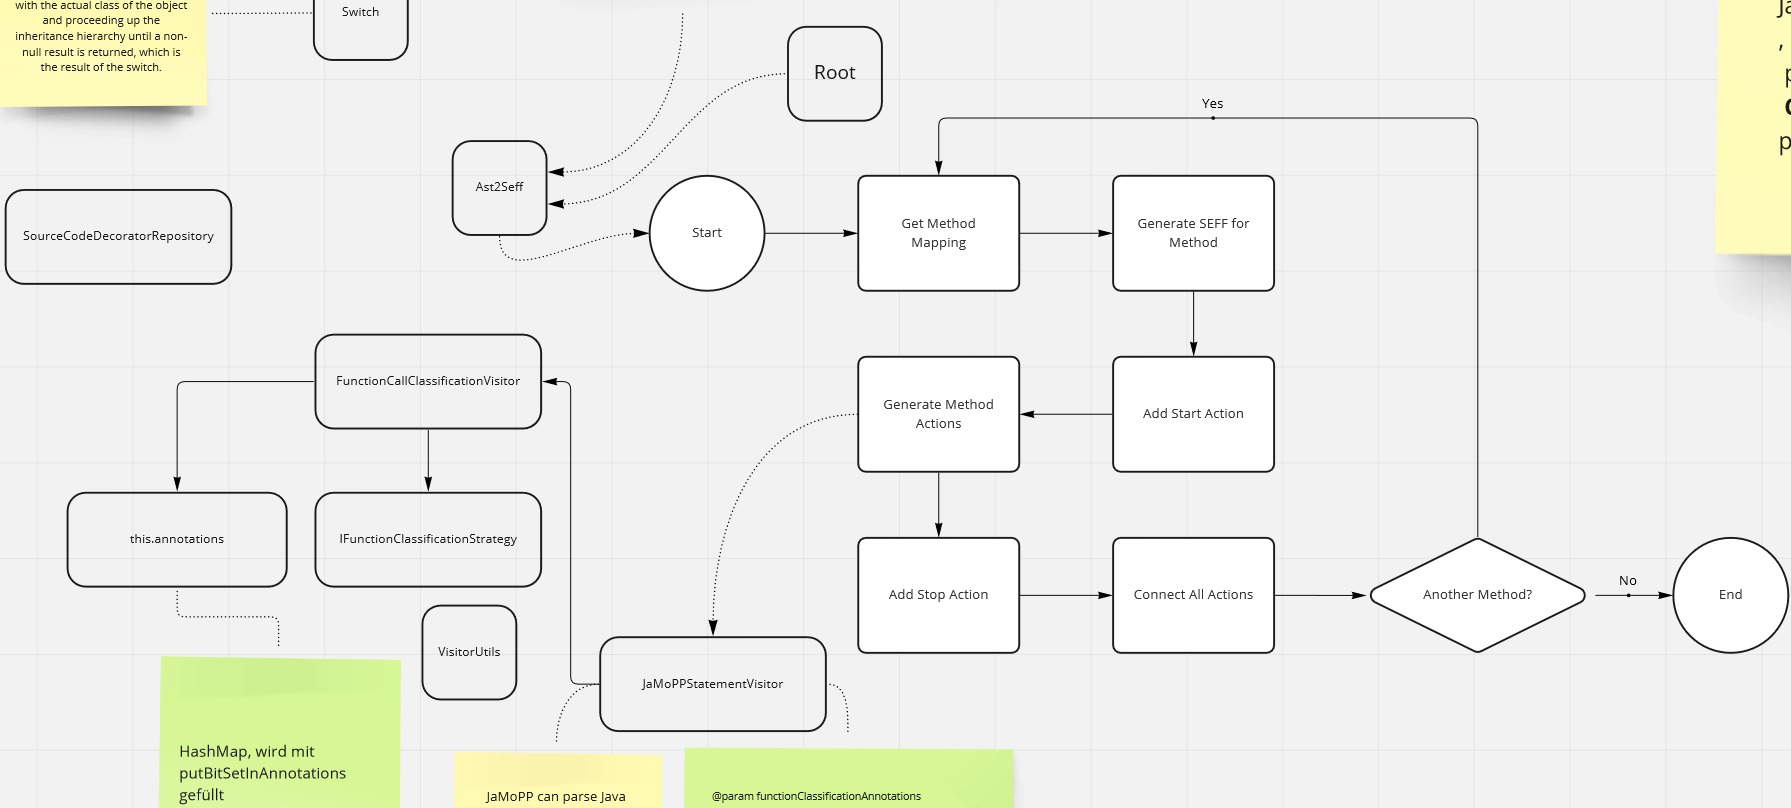 with the actual class of the object
and proceeding up the
inheritance hierarchy until a non-
null result is returned, which is
the result of the switch.
Switch
Root
Yes
Ast2Seff
SourceCodeDecoratorRepository
Start
Get Method
Mapping
Generate SEFF for
Method
FunctionCallClassificationVisitor
Generate Method
Actions
Add Start Action
this.annotations
IFunctionClassificationStrategy
Add Stop Action
Connect All Actions
Another Method?
No
End
VisitorUtils
JaMoPPStatementVisitor
HashMap, wird mit
putBitSetInAnnotations
gefüllt
JaMoPP can parse Java
@param functionClassificationAnnotations